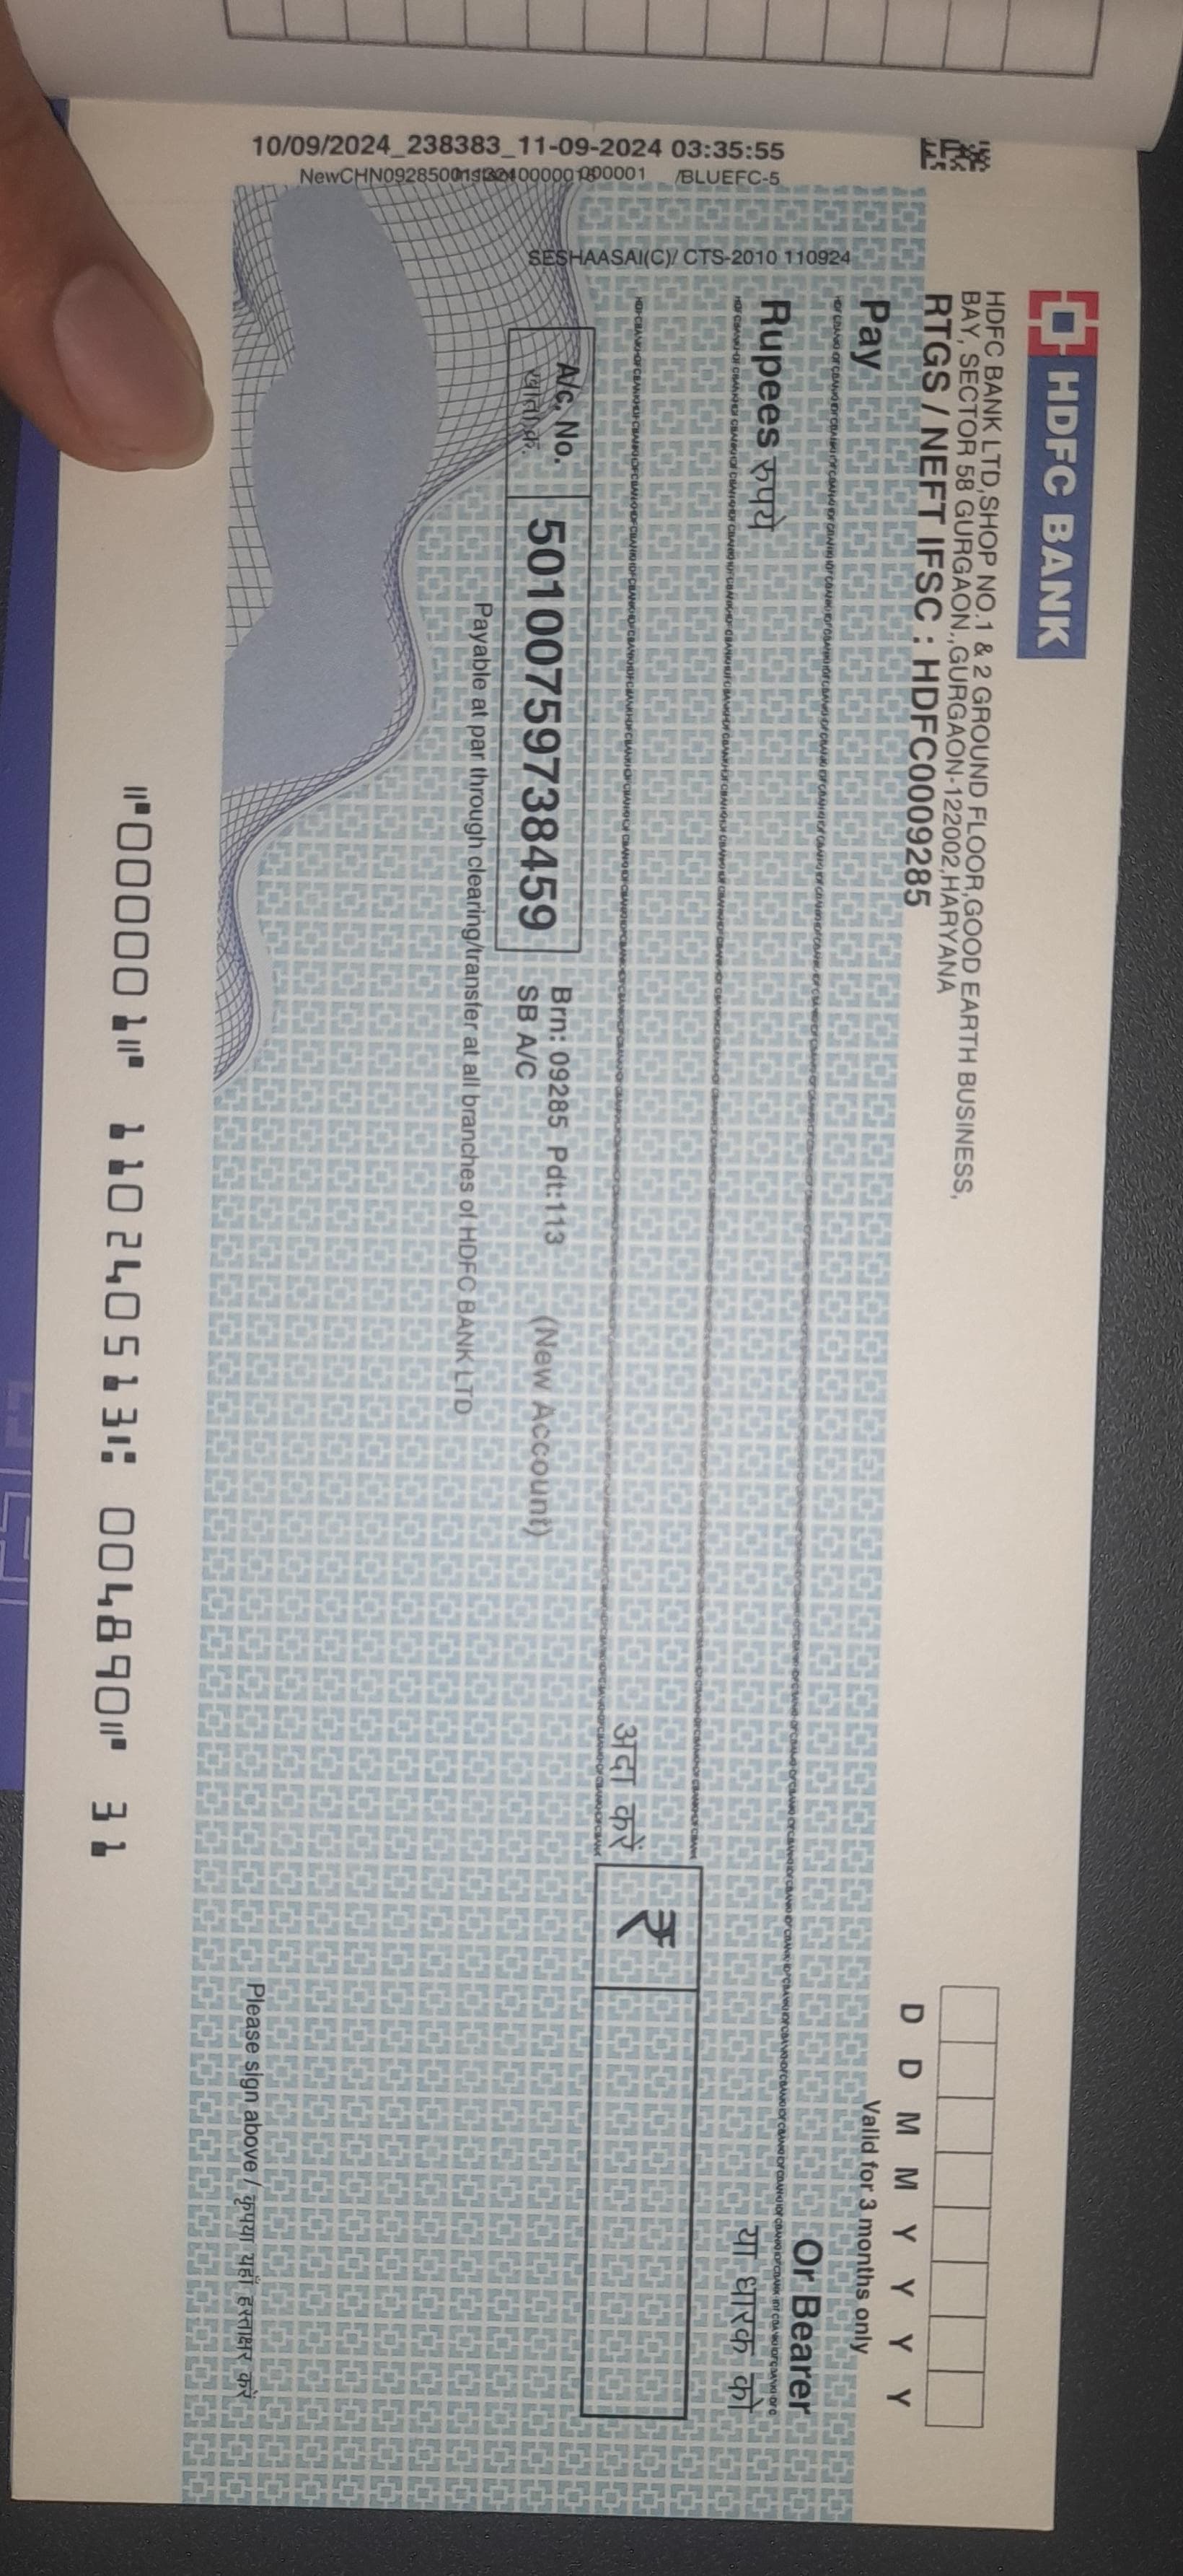 HDFC BANK
HDFC BANK LTD,SHOP NO.1 & 2 GROUND FLOOR,GOOD EARTH BUSINESS,
BAY, SECTOR 58 GURGAON.,GURGAON-122002,HARYANA
RTGS / NEFT IFSC : HDFC0009285
D D M M Y Y Y Y
Valid for 3 months only
Pay
Or Bearer
या धारक को
Rupees रुपये
अदा करें
₹
A/c. No.
खाता क्र.
50100759738459
Brn: 09285 Pdt:113
SB A/C
(New Account)
Payable at par through clearing/transfer at all branches of HDFC BANK LTD
Please sign above / कृपया यहाँ हस्ताक्षर करें
⑈000001⑈ 110240513⑆ 004890⑈ 31
10/09/2024_238383_11-09-2024 03:35:55
/BLUEFC-5
SESHAASAI(C)/ CTS-2010 110924